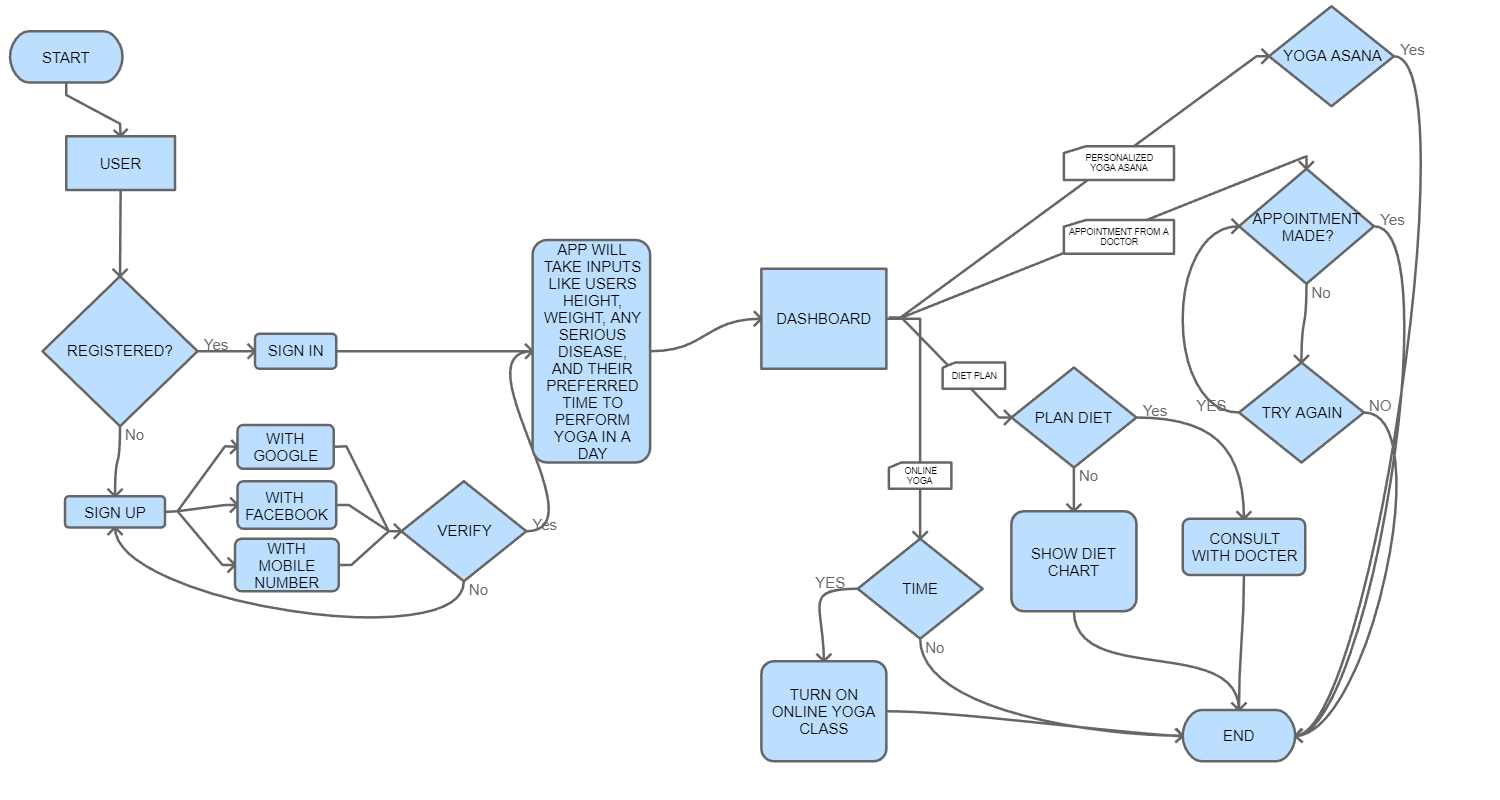 START
USER
REGISTERED?
Yes
No
SIGN IN
SIGN UP
WITH
GOOGLE
WITH
FACEBOOK
WITH
MOBILE
NUMBER
VERIFY
Yes
No
APP WILL
TAKE INPUTS
LIKE USERS
HEIGHT,
WEIGHT, ANY
SERIOUS
DISEASE,
AND THEIR
PREFERRED
TIME TO
PERFORM
YOGA IN A
DAY
DASHBOARD
PERSONALIZED
YOGA ASANA
YOGA ASANA
Yes
APPOINTMENT FROM A
DOCTOR
APPOINTMENT
MADE?
Yes
No
TRY AGAIN
YES
NO
DIET PLAN
PLAN DIET
Yes
No
SHOW DIET
CHART
CONSULT
WITH DOCTER
ONLINE
YOGA
TIME
YES
No
TURN ON
ONLINE YOGA
CLASS
END